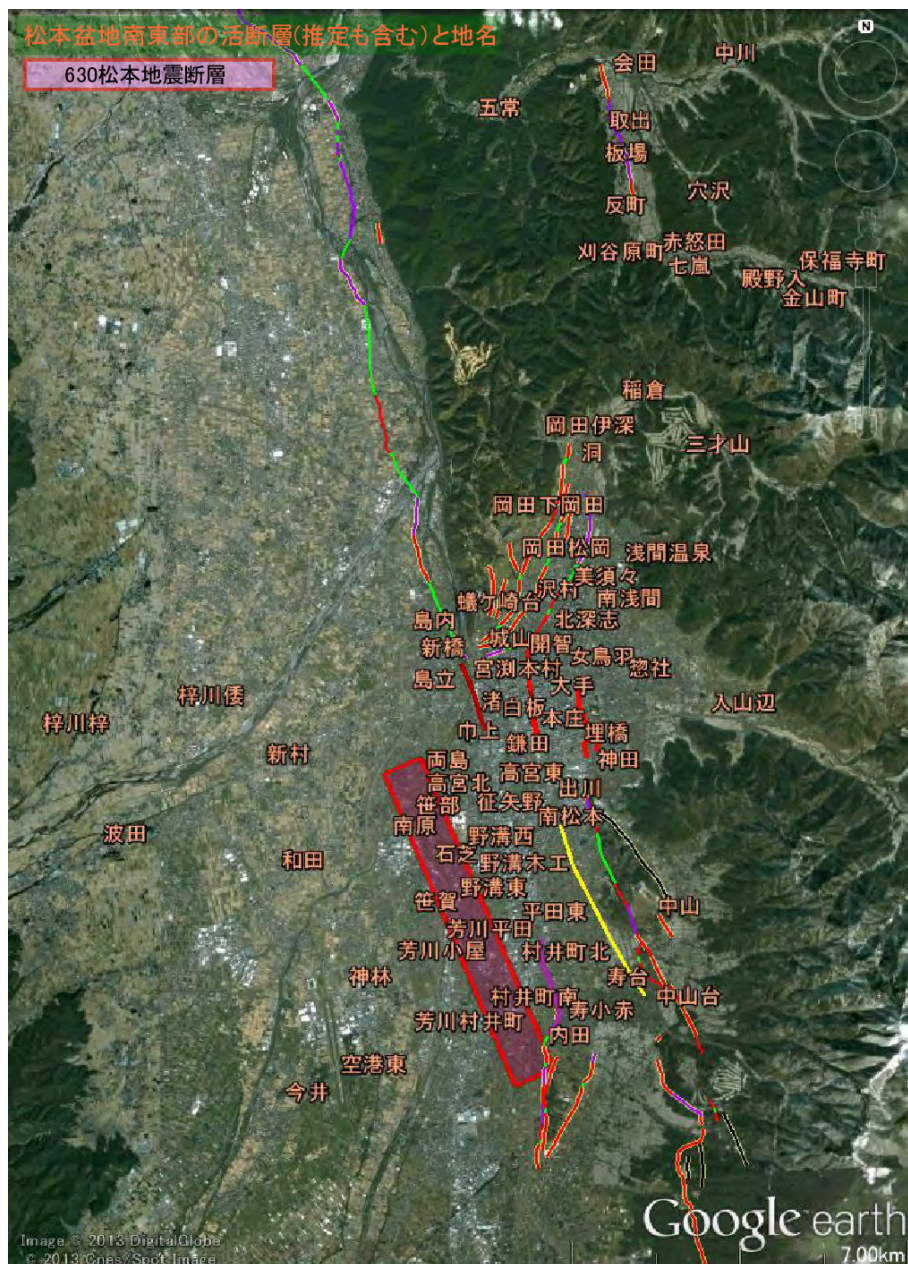 松本盆地南東部の活断層(推定も含む)と地名
630松本地震断層
N
会田
中川
五常
取出
板場
穴沢
反町
刈谷原町
赤怒田
七嵐
保福寺町
殿野入
金山町
稲倉
岡田伊深
洞
三才山
岡田下岡田
岡田松岡
浅間温泉
美須々
沢村
南浅間
蟻ケ崎台
島内
北深志
城山
開智
新橋
女鳥羽
宮渕本村
惣社
島立
大手
梓川倭
渚
白板
本庄
入山辺
梓川梓
巾上
鎌田
埋橋
新村
両島
神田
高宮東
高宮北
出川
笹部
征矢野
南松本
南原
波田
野溝西
石芝
和田
野溝木工
野溝東
笹賀
平田東
中山
芳川平田
芳川小屋
村井町北
神林
寿台
村井町南
中山台
寿小赤
芳川村井町
内田
空港東
今井
Google earth
Image © 2013 DigitalGlobe
© 2013 Cnes/Spot Image
7.00km